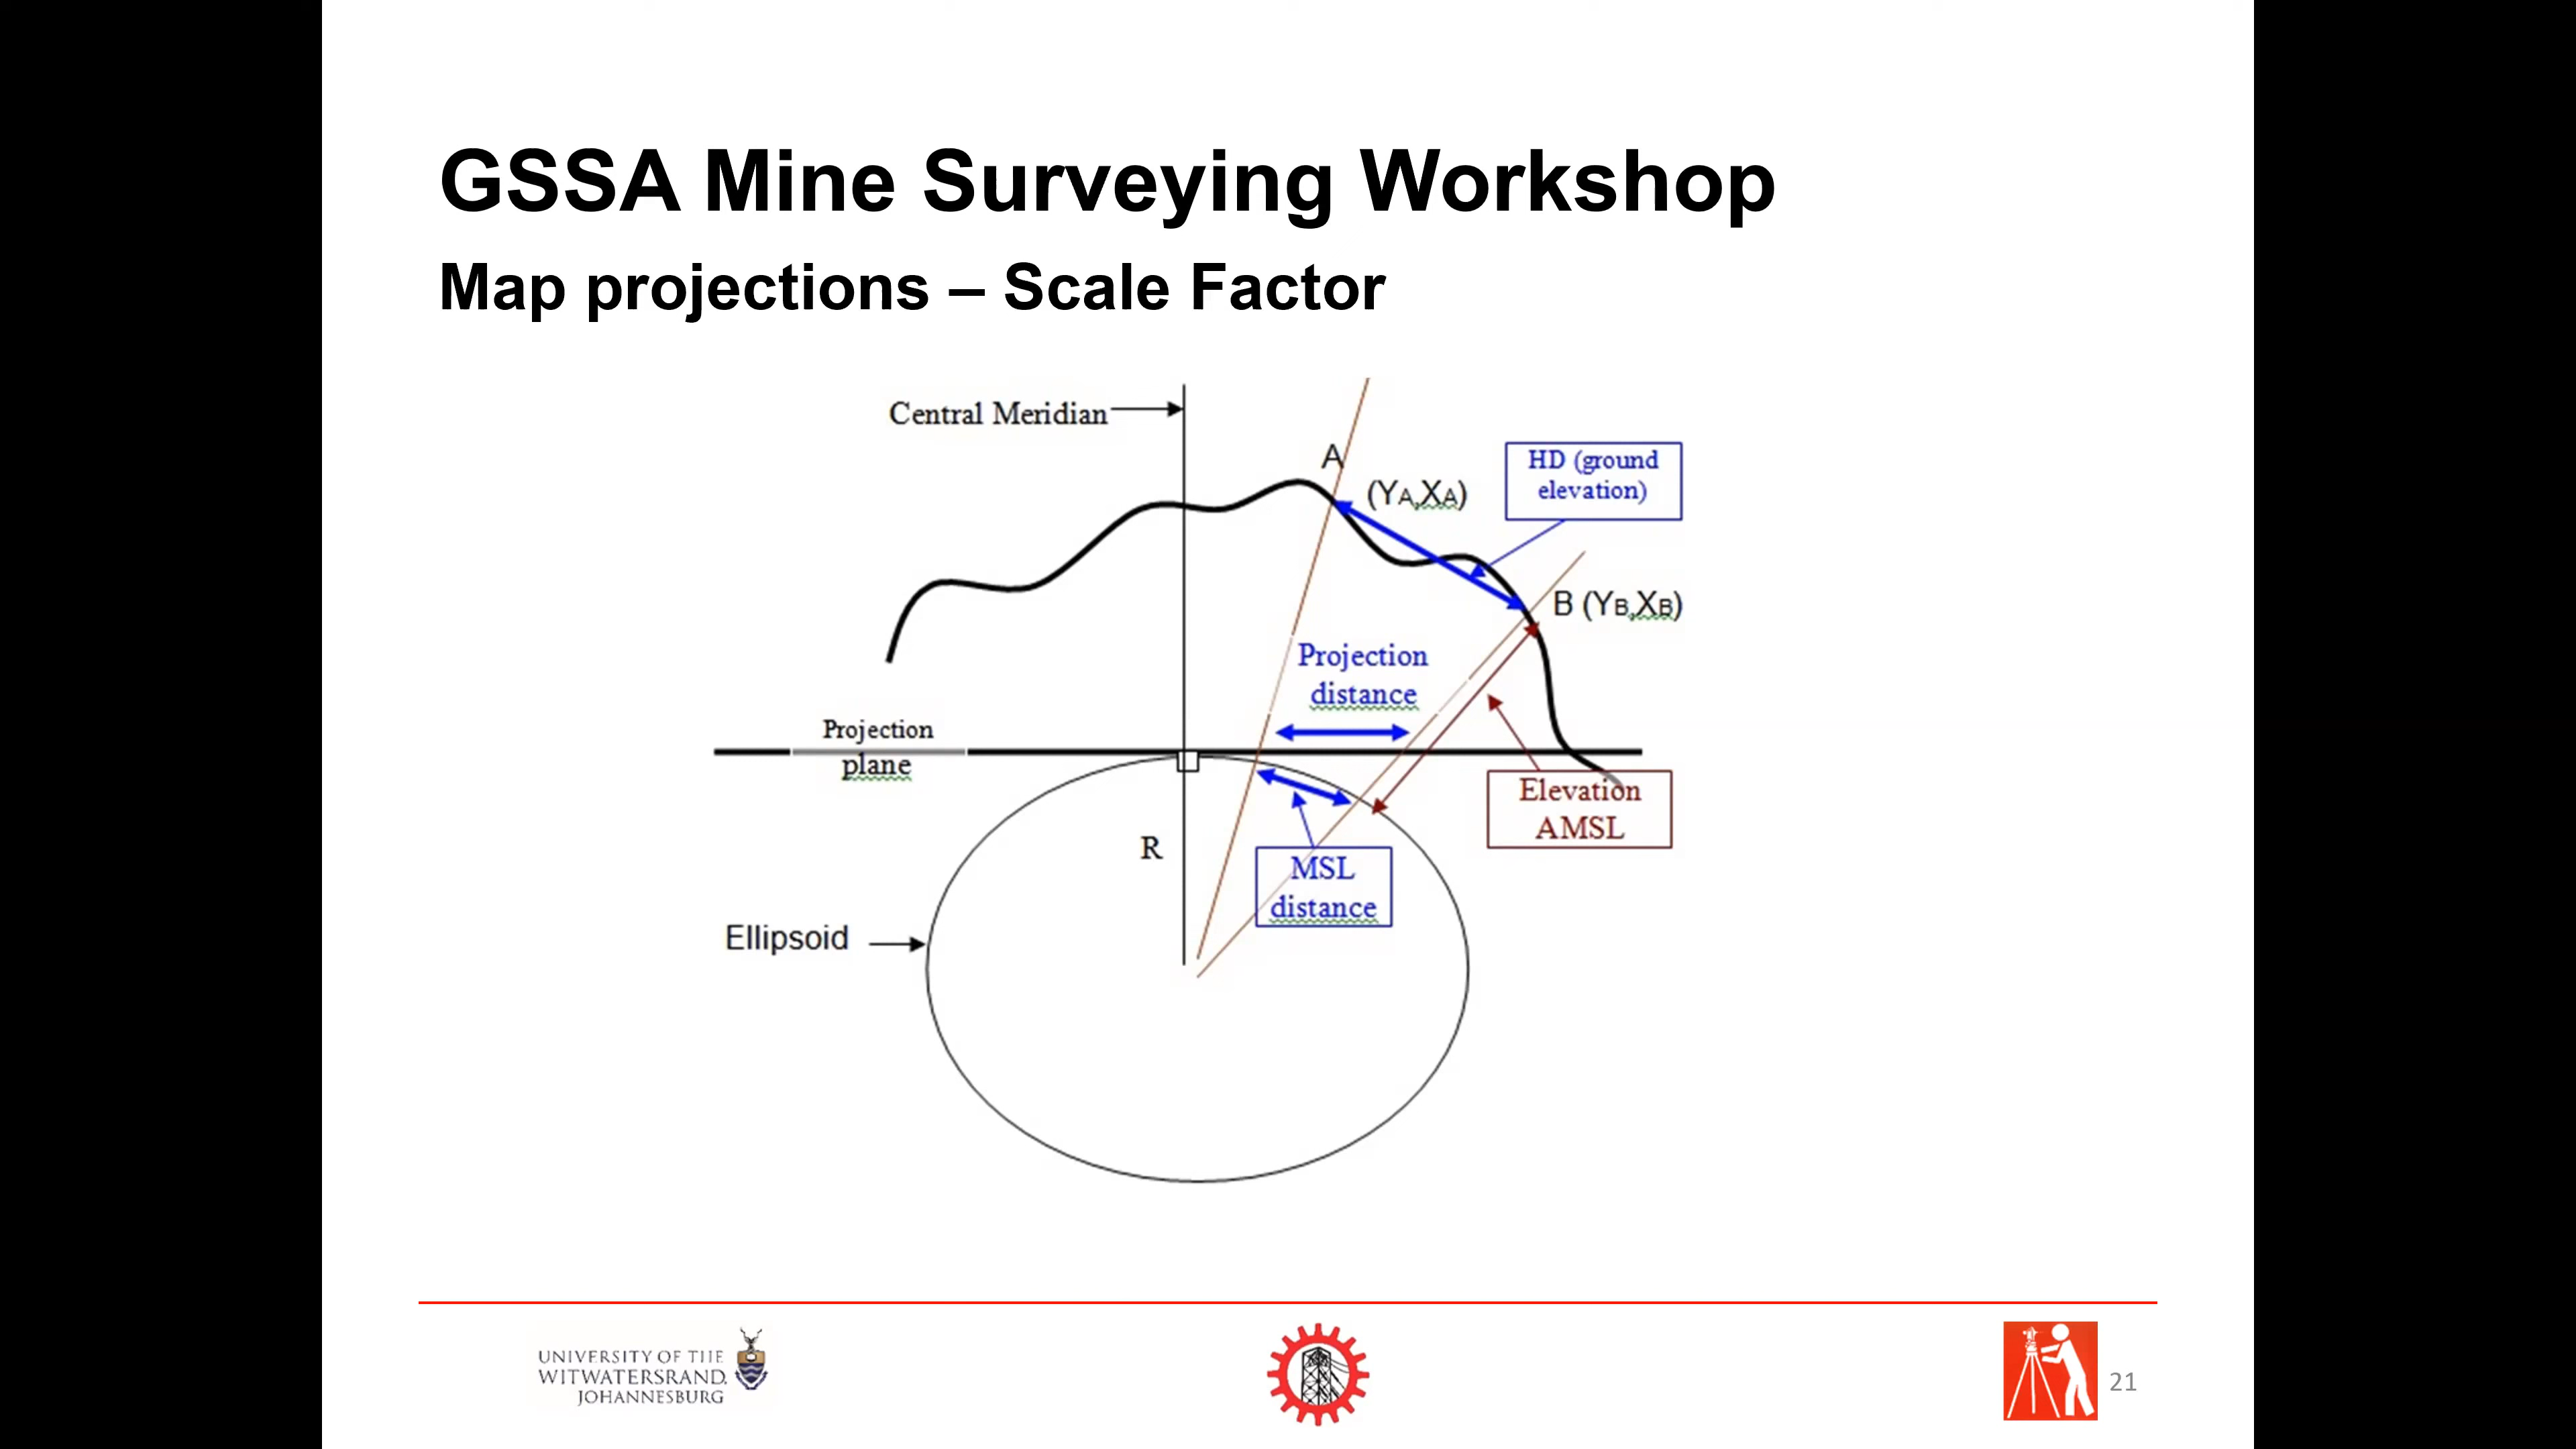 GSSA Mine Surveying Workshop
Map projections – Scale Factor
Central Meridian
A
(YA,XA)
HD (ground
elevation)
B (YB,XB)
Projection
distance
Projection
plane
Elevation
AMSL
R
MSL
distance
Ellipsoid
UNIVERSITY OF THE
WITWATERSRAND,
JOHANNESBURG
21